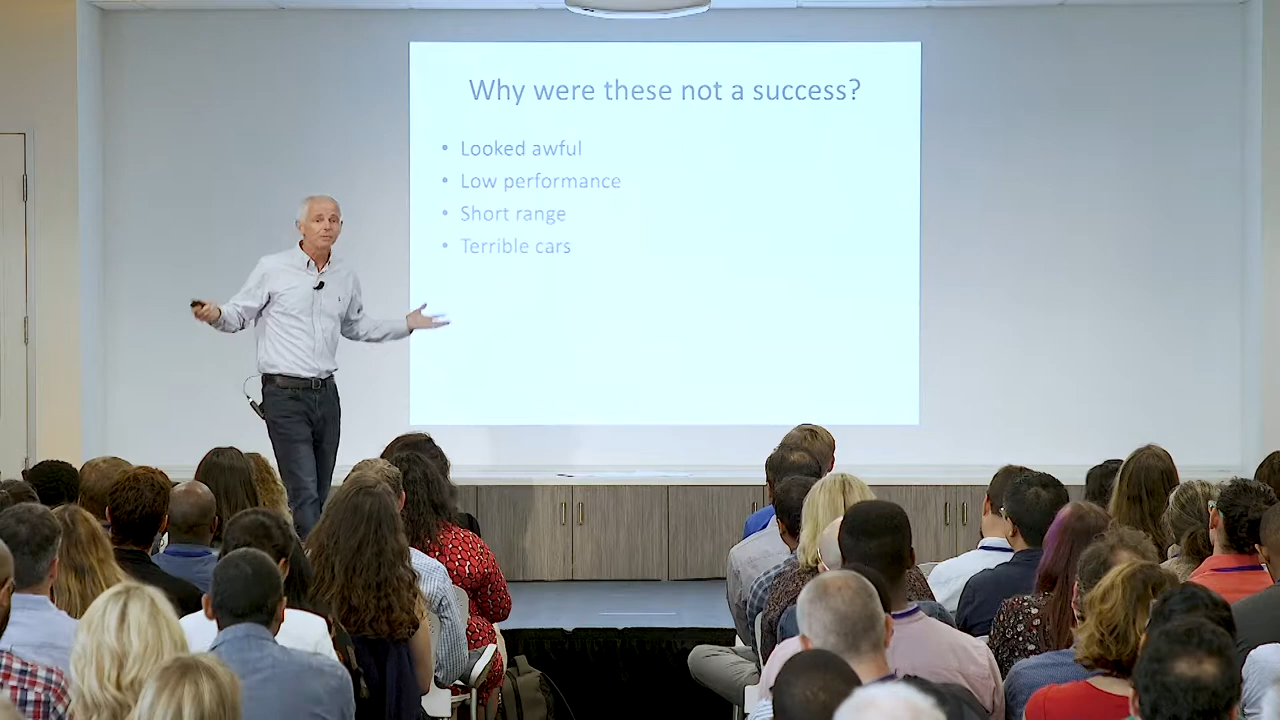 Why were these not a success?
• Looked awful
• Low performance
• Short range
• Terrible cars